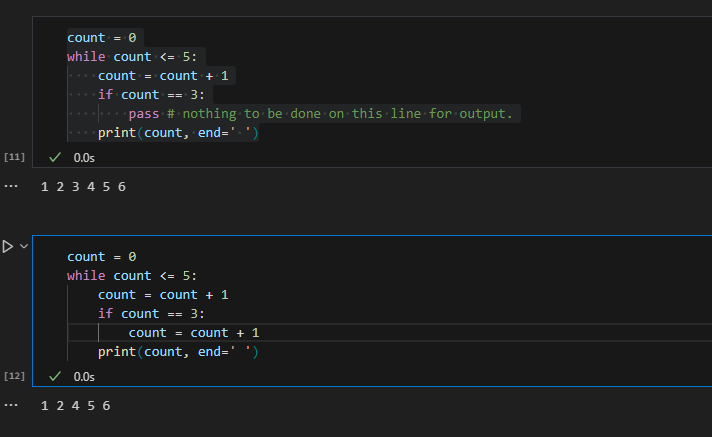 count = 0
while count <= 5:
    count = count + 1
    if count == 3:
        pass # nothing to be done on this line for output.
    print(count, end=' ')
[11]
0.0s
... 1 2 3 4 5 6
count = 0
while count <= 5:
    count = count + 1
    if count == 3:
        count = count + 1
    print(count, end=' ')
[12]
0.0s
... 1 2 4 5 6